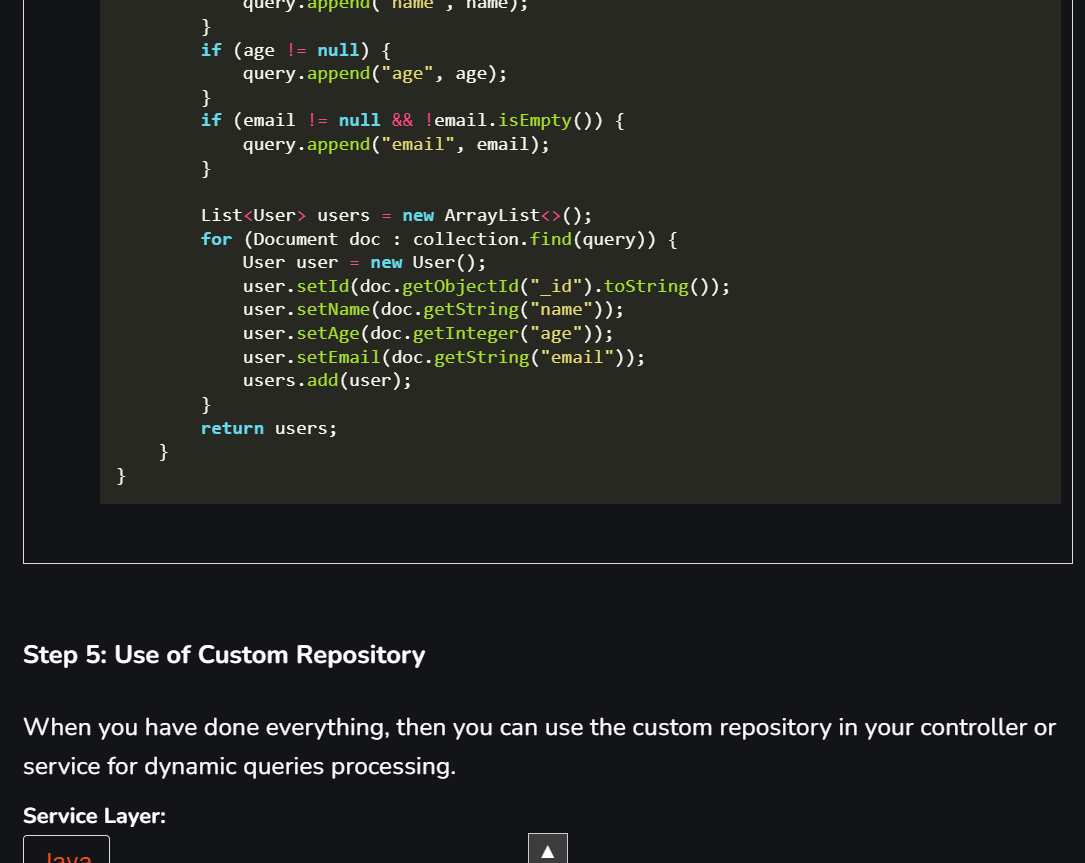 query.append("name", name);
}
if (age != null) {
query.append("age", age);
}
if (email != null && !email.isEmpty()) {
query.append("email", email);
}
List<User> users = new ArrayList<>();
for (Document doc : collection.find(query)) {
User user = new User();
user.setId(doc.getObjectId("_id").toString());
user.setName(doc.getString("name"));
user.setAge(doc.getInteger("age"));
user.setEmail(doc.getString("email"));
users.add(user);
}
return users;
}
}
Step 5: Use of Custom Repository
When you have done everything, then you can use the custom repository in your controller or
service for dynamic queries processing.
Service Layer:
Java